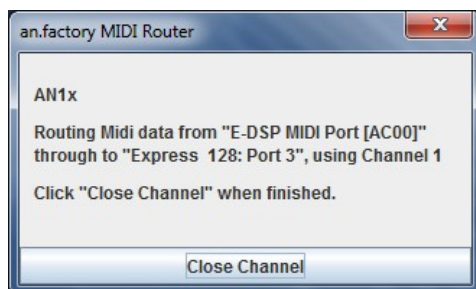 an.factory MIDI Router
AN1x
Routing Midi data from "E-DSP MIDI Port [AC00]"
through to "Express  128: Port 3", using Channel 1
Click "Close Channel" when finished.
Close Channel